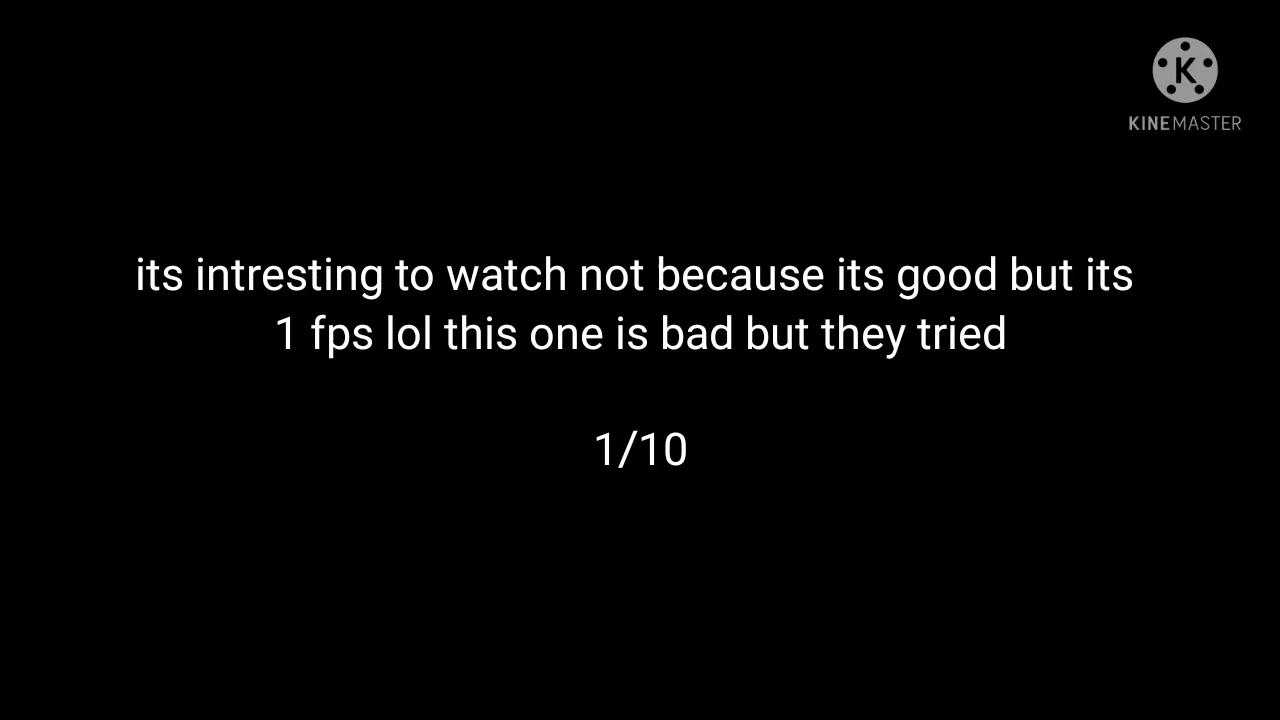 K
KINEMASTER
its intresting to watch not because its good but its
1 fps lol this one is bad but they tried
1/10